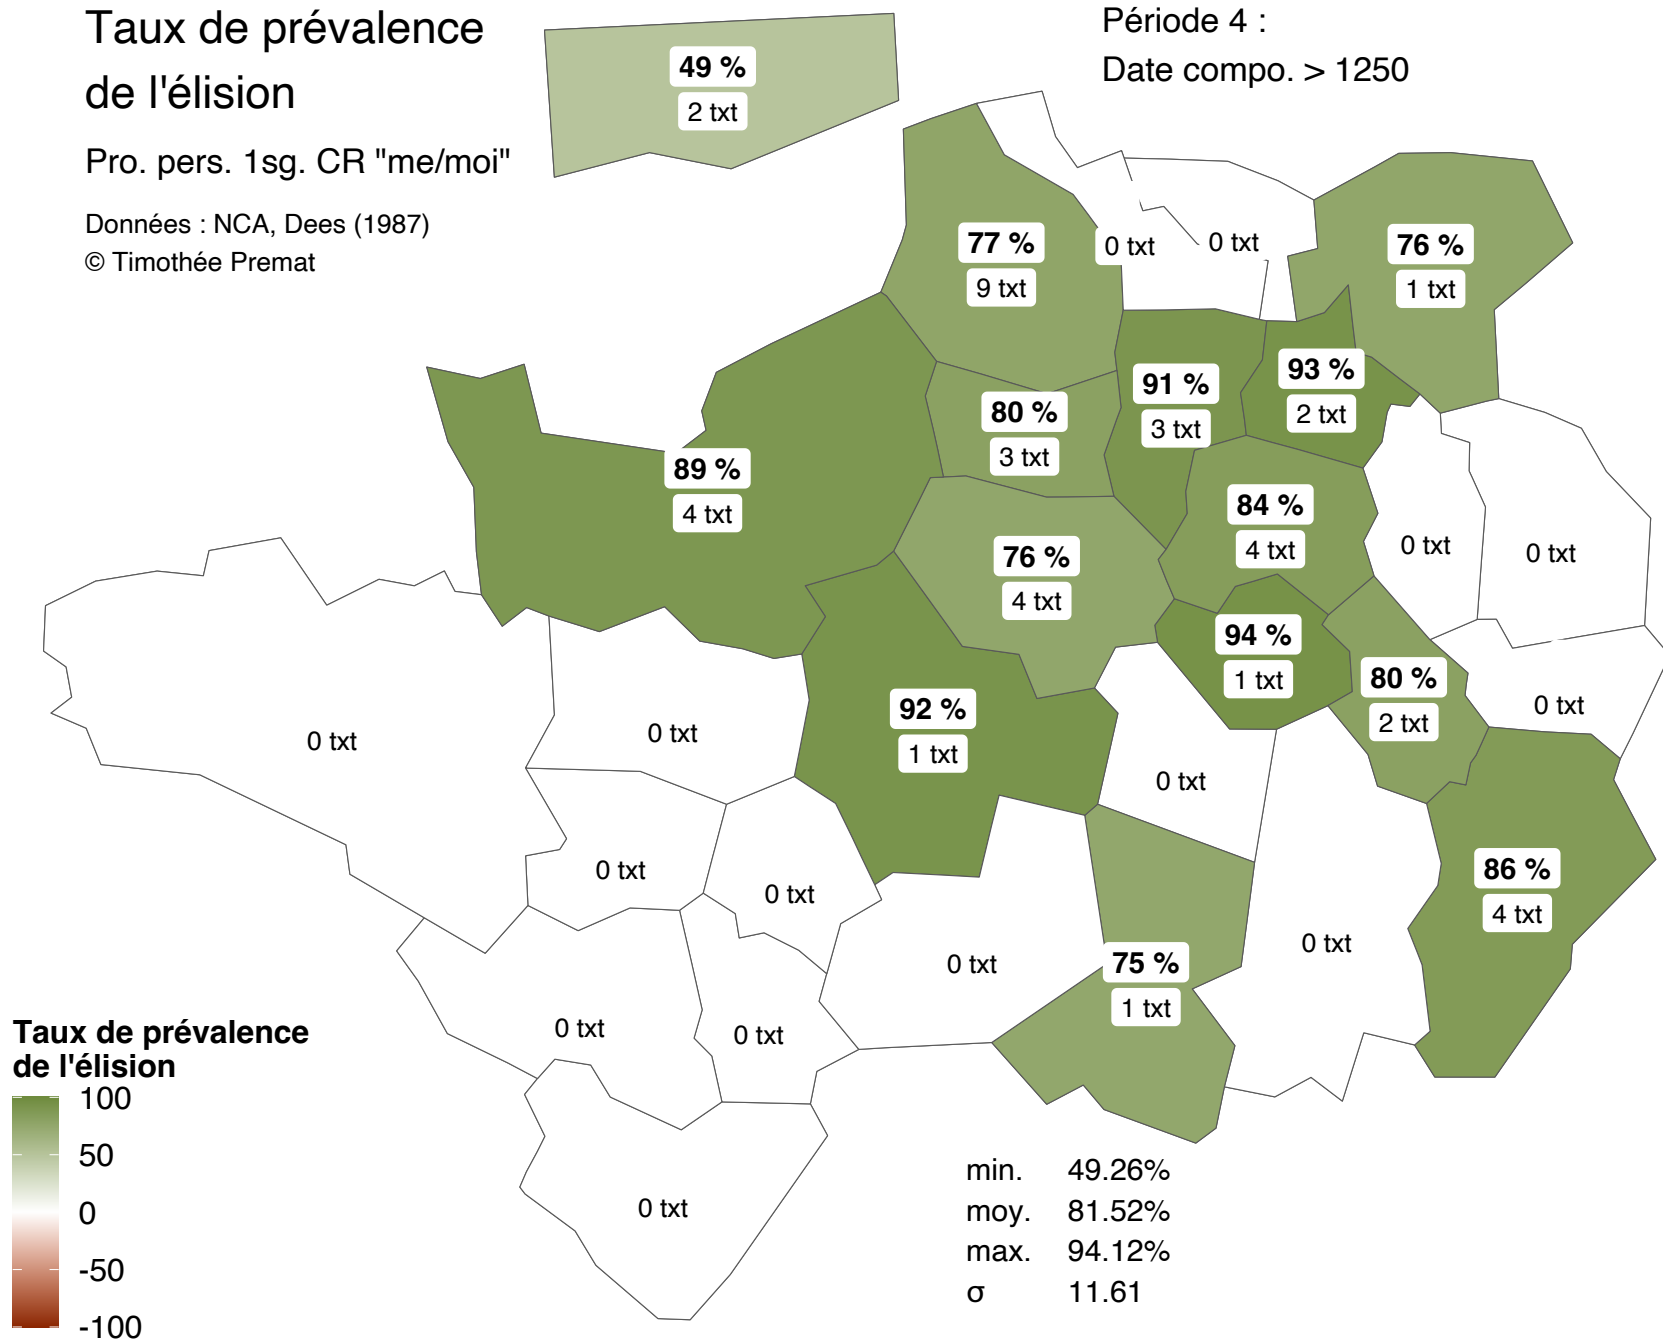 Taux de prévalence
de l'élision
Pro. pers. 1sg. CR "me/moi"
Données : NCA, Dees (1987)
© Timothée Premat
Période 4 :
Date compo. > 1250
49 %
2 txt
77 %
9 txt
0 txt
0 txt
76 %
1 txt
91 %
3 txt
93 %
2 txt
80 %
3 txt
89 %
4 txt
84 %
4 txt
0 txt
0 txt
76 %
4 txt
94 %
1 txt
80 %
2 txt
0 txt
92 %
1 txt
0 txt
0 txt
0 txt
0 txt
0 txt
86 %
4 txt
0 txt
75 %
1 txt
0 txt
0 txt
0 txt
0 txt
Taux de prévalence
de l'élision
100
50
0
-50
-100
min. 49.26%
moy. 81.52%
max. 94.12%
σ 11.61